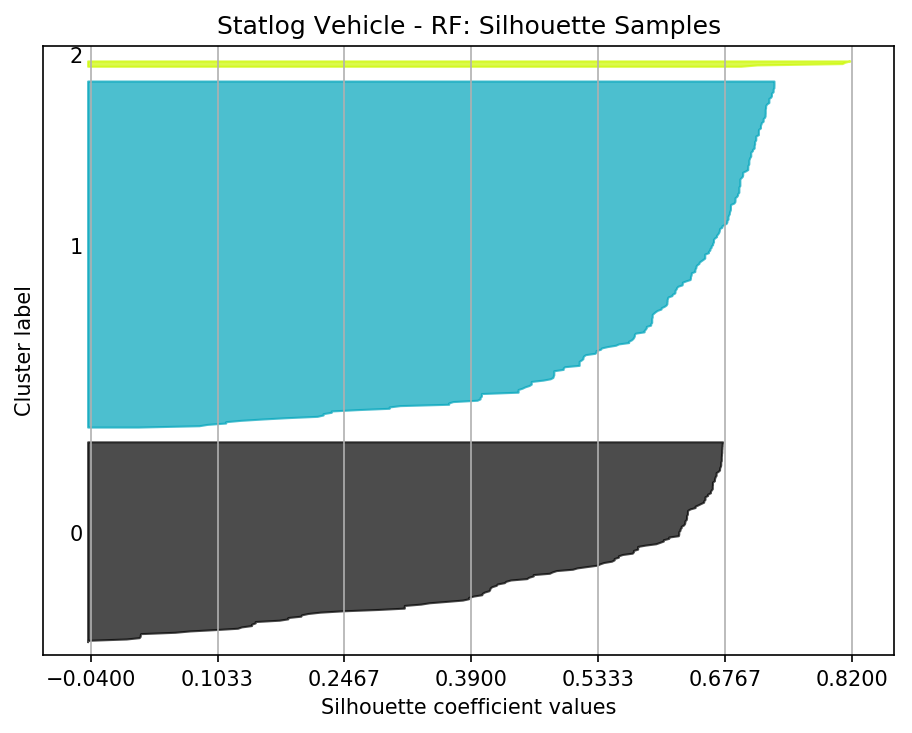 Statlog Vehicle - RF: Silhouette Samples
2
1
0
Cluster label
−0.0400 0.1033 0.2467 0.3900 0.5333 0.6767 0.8200
Silhouette coefficient values